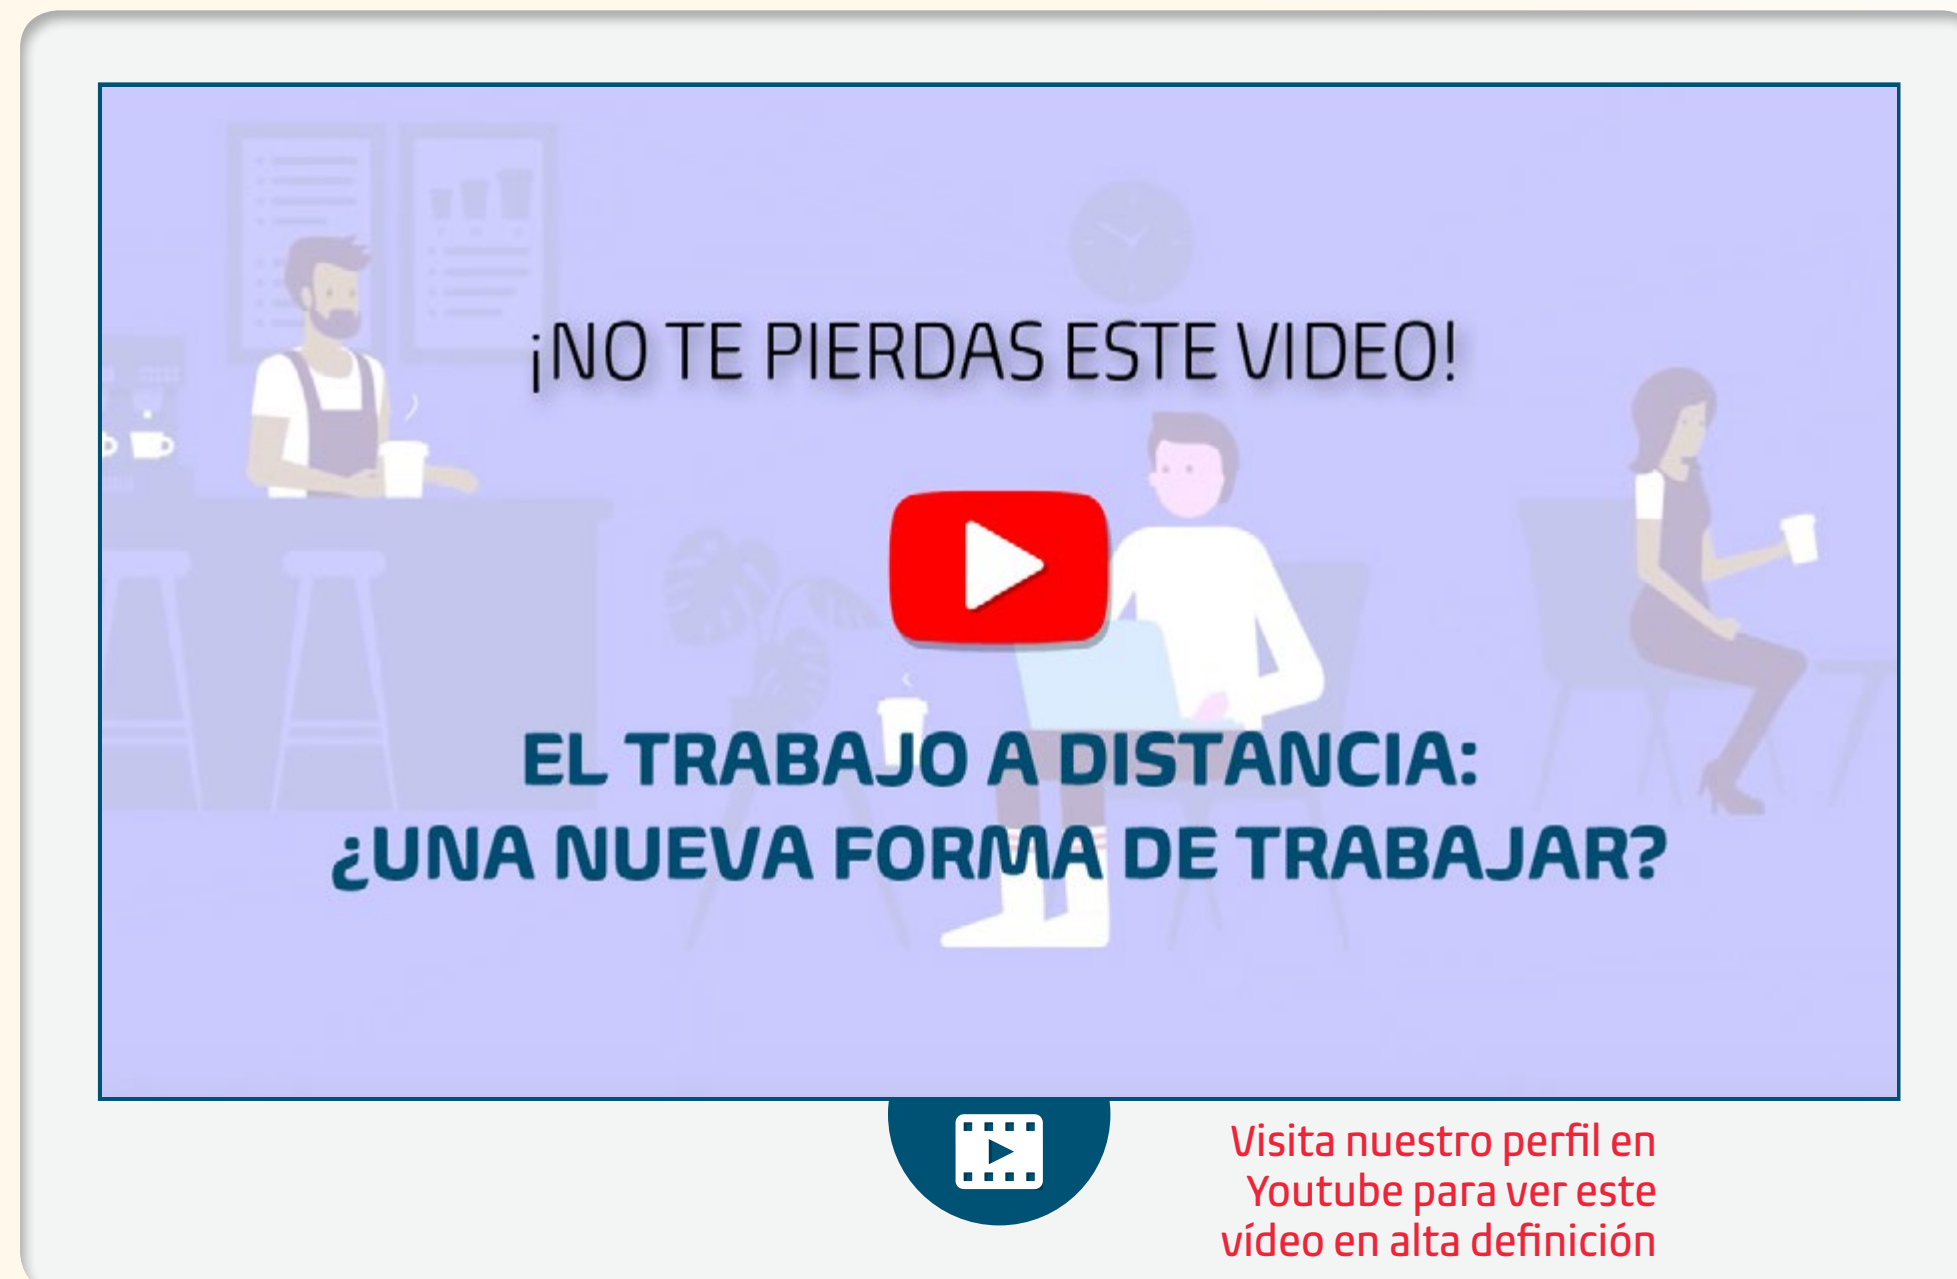 ¡NO TE PIERDAS ESTE VIDEO!
EL TRABAJO A DISTANCIA:
¿UNA NUEVA FORMA DE TRABAJAR?
Visita nuestro perfil en
Youtube para ver este
vídeo en alta definición